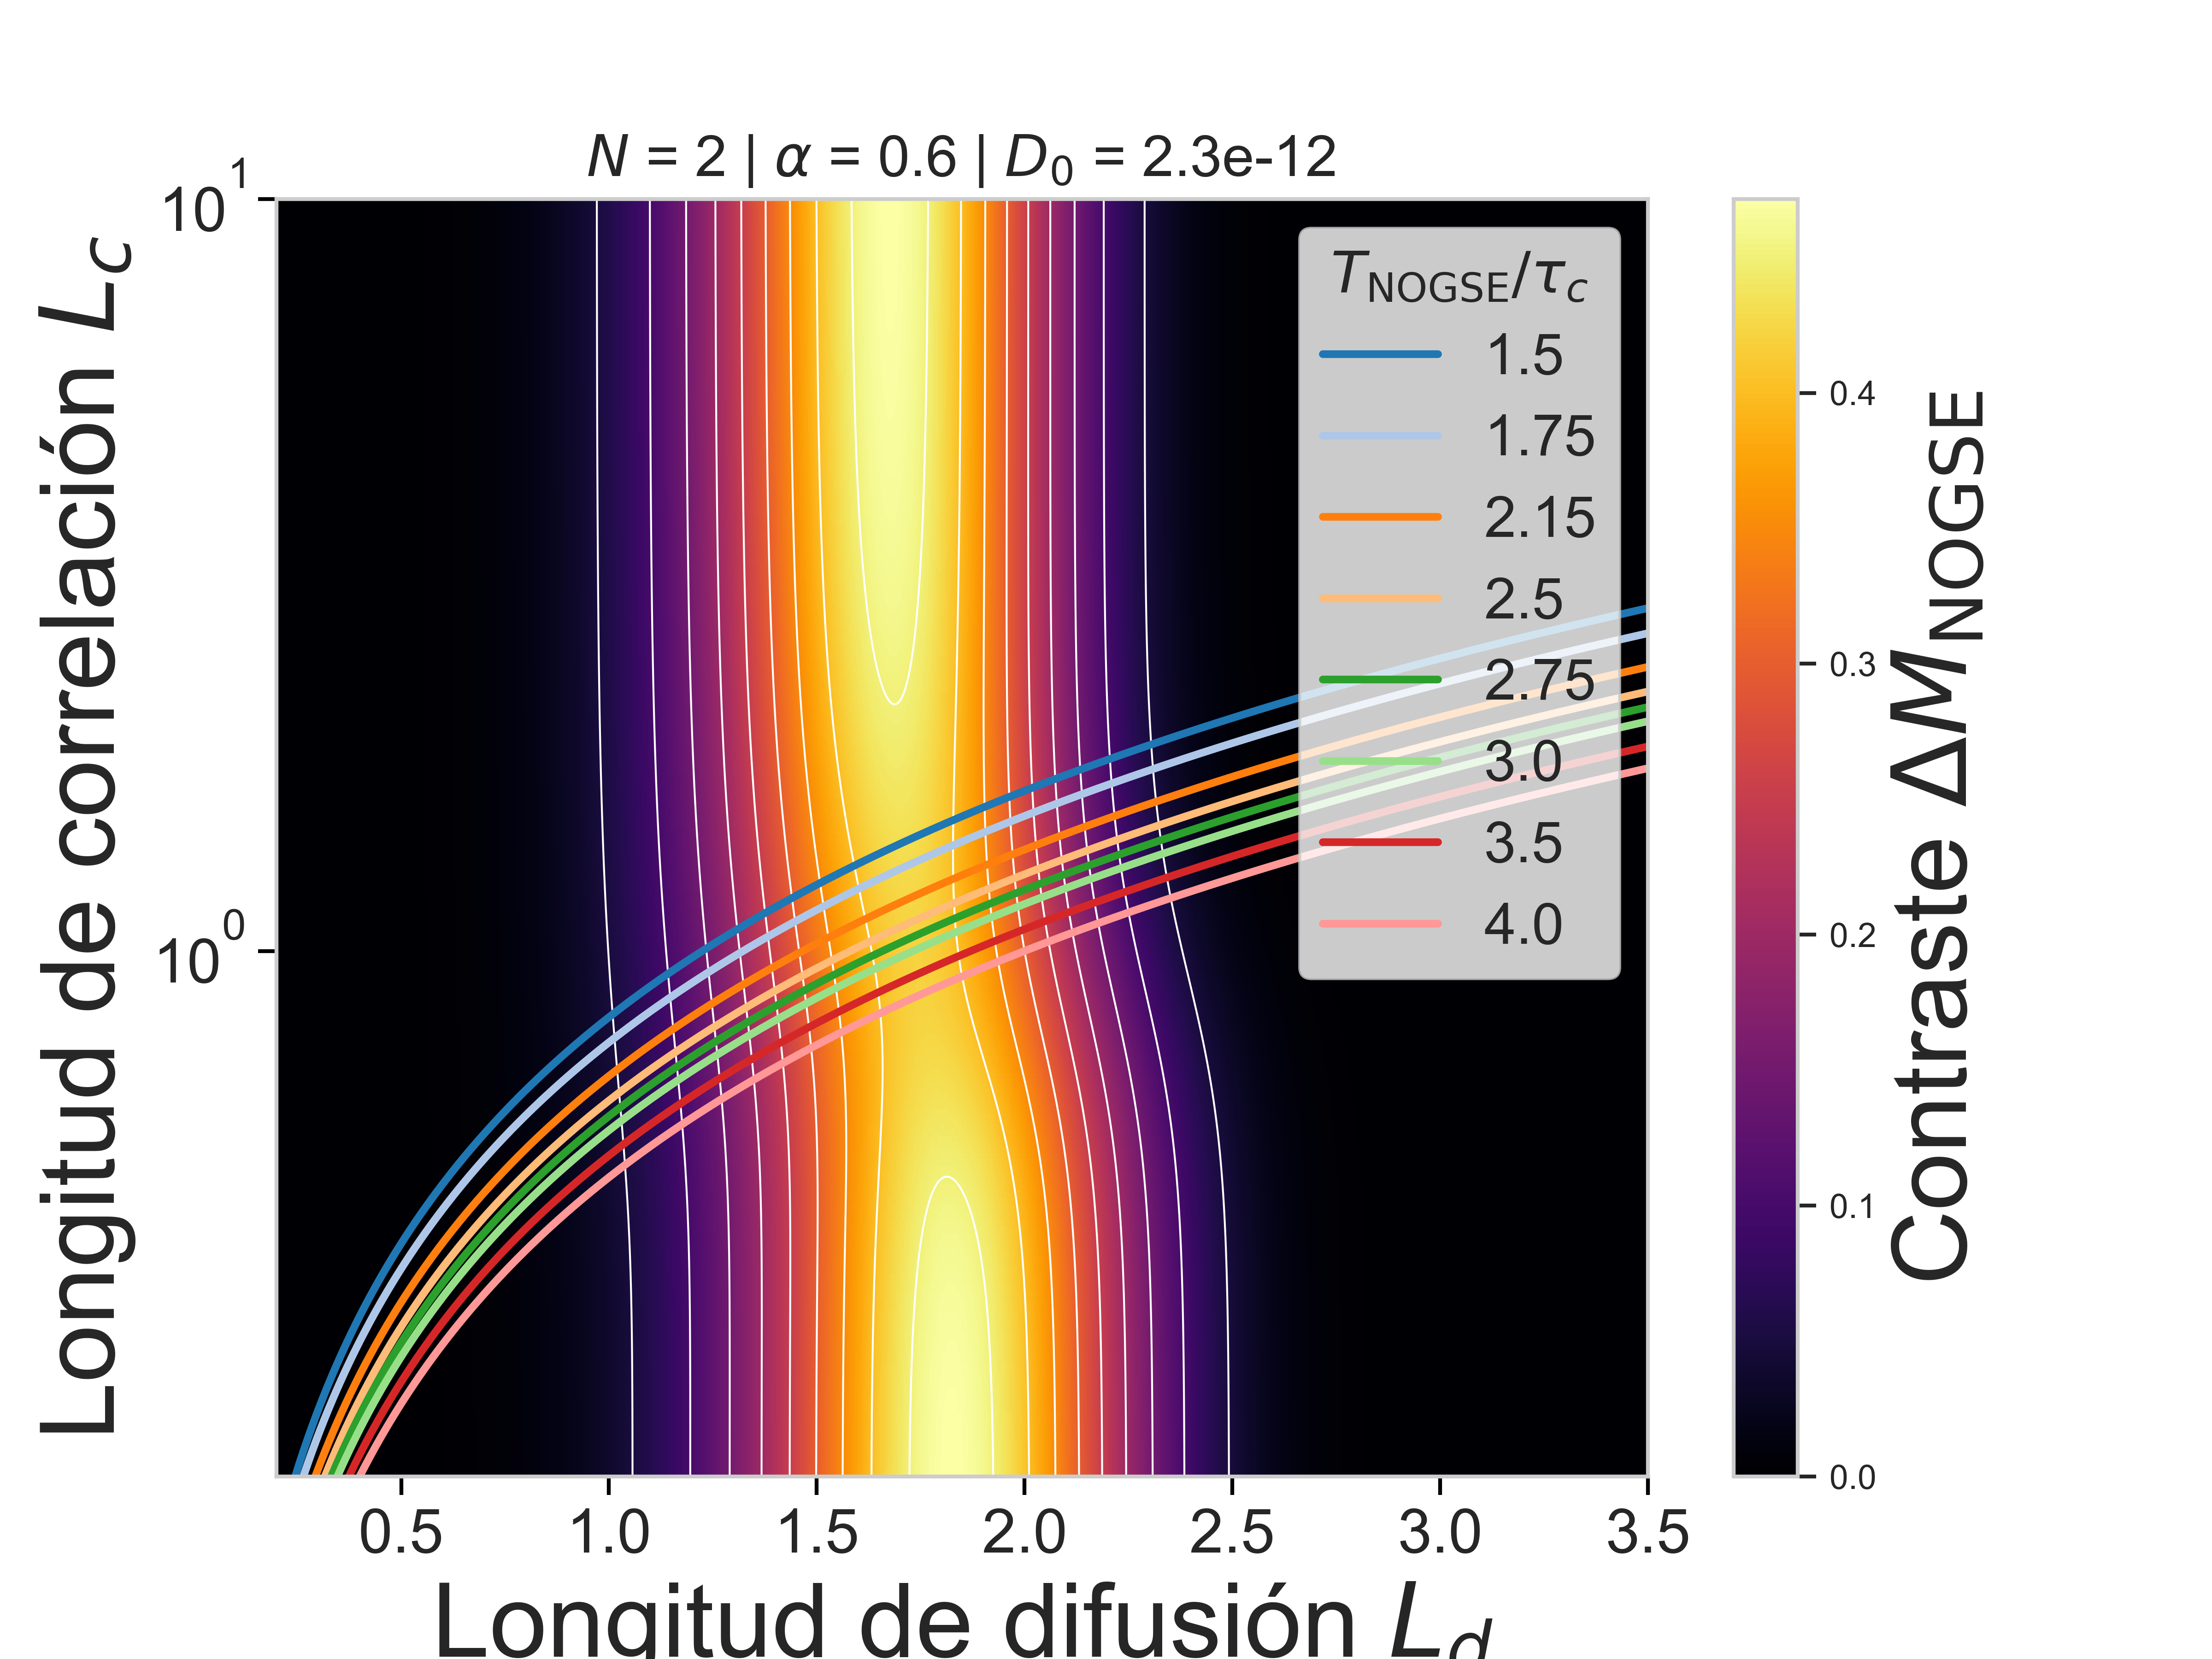 N = 2 | α = 0.6 | D₀ = 2.3e-12
Longitud de correlación L_c
10¹
10⁰
T_NOGSE/τ_c
1.5
1.75
2.15
2.5
2.75
3.0
3.5
4.0
0.5 1.0 1.5 2.0 2.5 3.0 3.5
Longitud de difusión L_d
0.4
0.3
0.2
0.1
0.0
Contraste ΔM_NOGSE